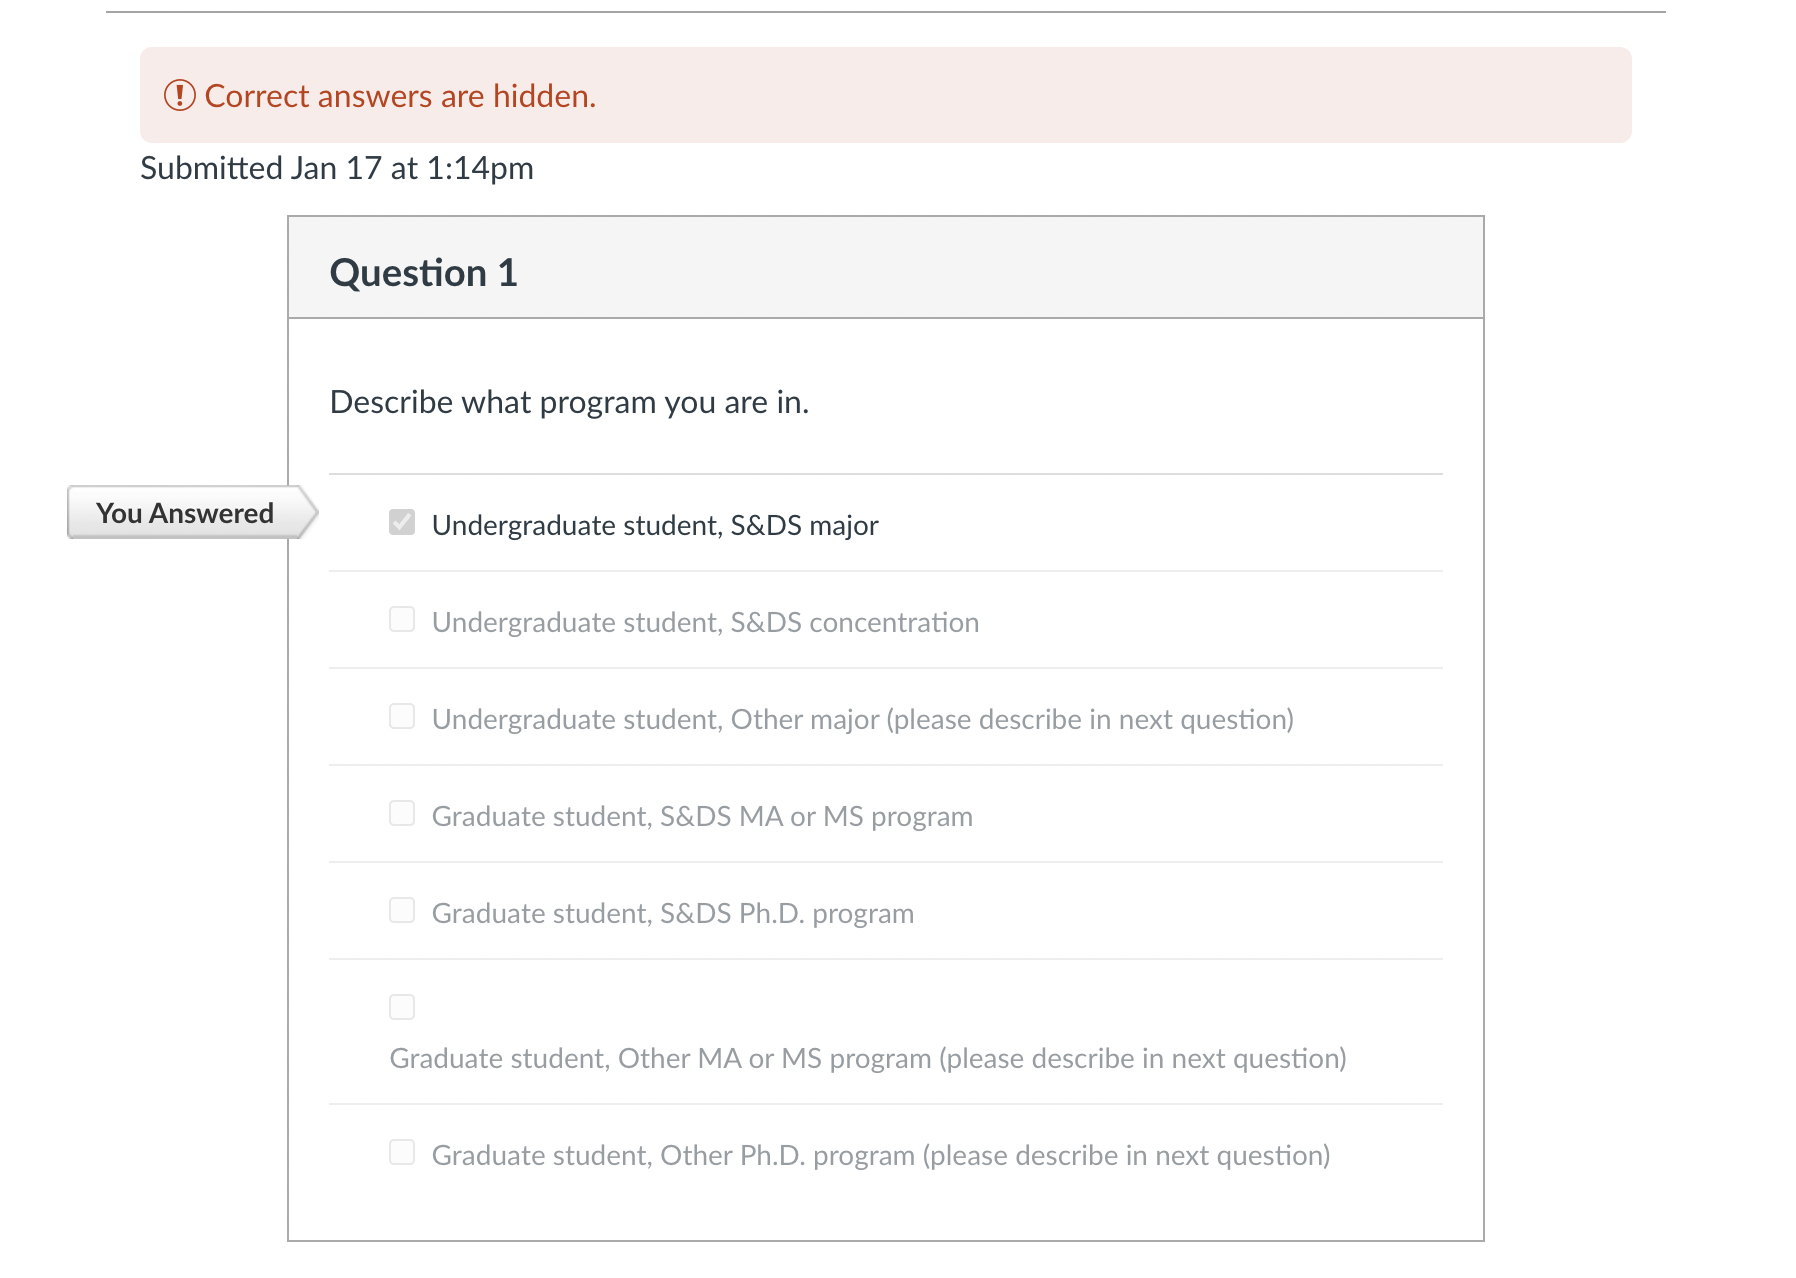 Correct answers are hidden.
Submitted Jan 17 at 1:14pm
Question 1
Describe what program you are in.
You Answered
Undergraduate student, S&DS major
Undergraduate student, S&DS concentration
Undergraduate student, Other major (please describe in next question)
Graduate student, S&DS MA or MS program
Graduate student, S&DS Ph.D. program
Graduate student, Other MA or MS program (please describe in next question)
Graduate student, Other Ph.D. program (please describe in next question)